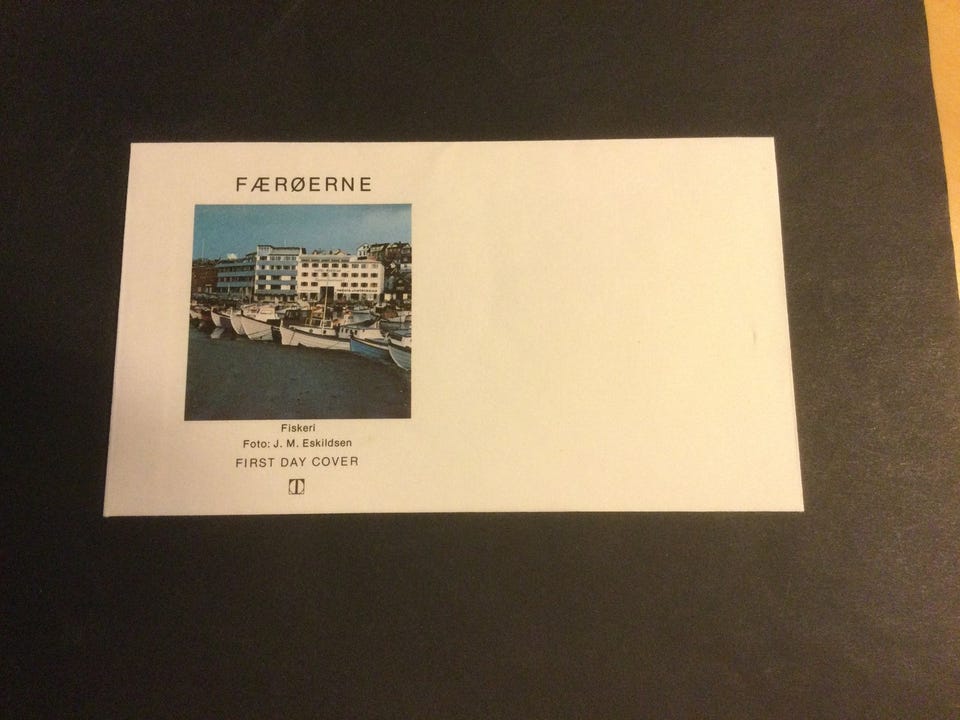 FÆRØERNE
Fiskeri
Foto: J. M. Eskildsen
FIRST DAY COVER